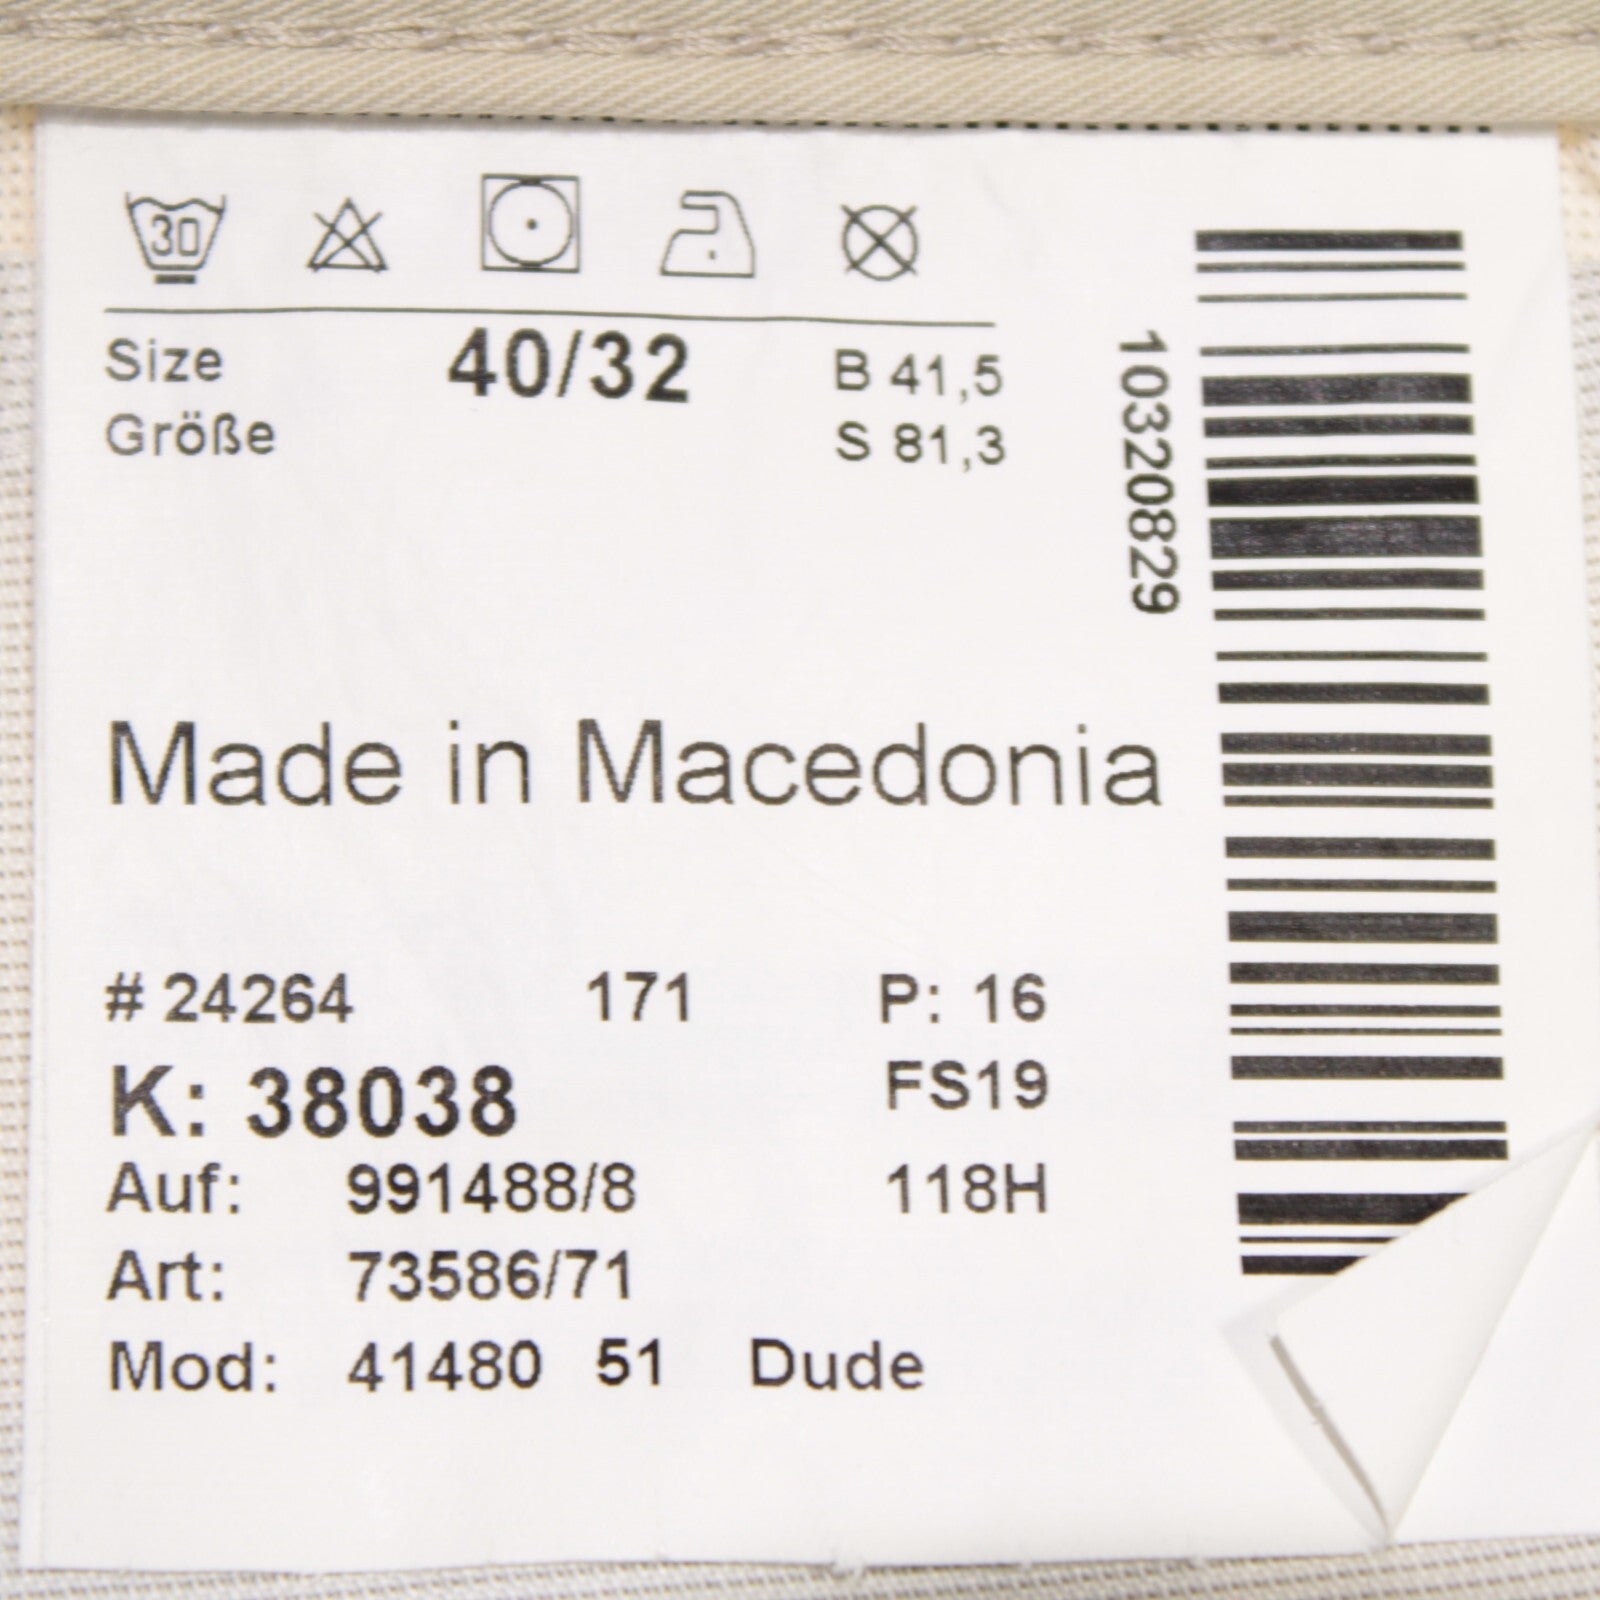 30
Size 40/32 B 41,5
Größe S 81,3
10320829
Made in Macedonia
# 24264 171 P: 16
K: 38038 FS19
Auf: 991488/8 118H
Art: 73586/71
Mod: 41480 51 Dude